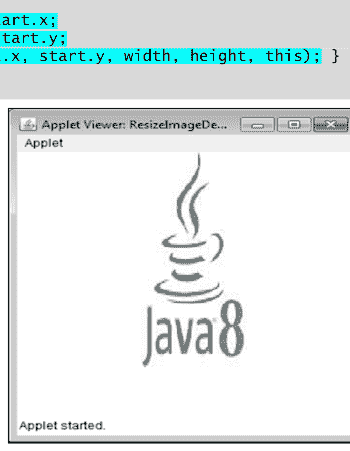 art.x;
tart.y;
.x, start.y, width, height, this); }
Applet Viewer: ResizeImageDe...
Applet
Java8
Applet started.